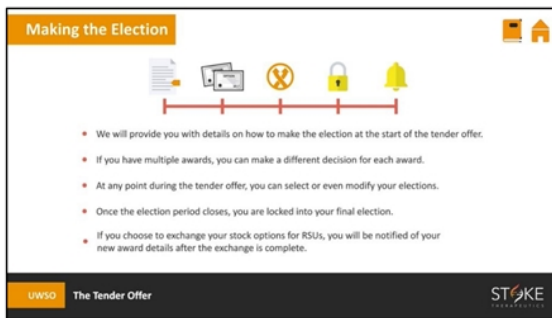 Making the Election
We will provide you with details on how to make the election at the start of the tender offer.
If you have multiple awards, you can make a different decision for each award.
At any point during the tender offer, you can select or even modify your elections.
Once the election period closes, you are locked into your final election.
If you choose to exchange your stock options for RSUs, you will be notified of your
new award details after the exchange is complete.
UWSO The Tender Offer
STOKE
THERAPEUTICS